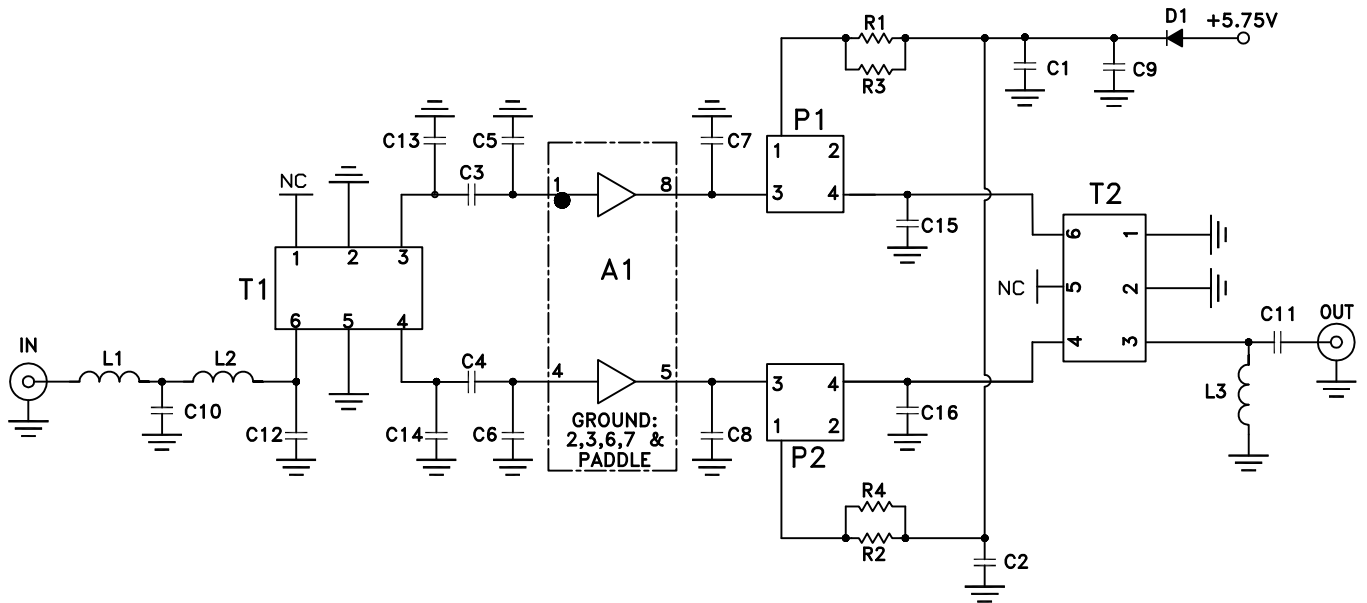 R1
D1
+5.75V
R3
C1
C9
P1
1
2
3
4
C13
C5
C7
C3
NC
1
8
C15
T2
6
1
5
2
4
3
NC
T1
1
2
3
6
5
4
A1
C11
OUT
IN
L1
L2
C4
4
5
L3
C10
C12
C14
C6
GROUND:
2,3,6,7 &
PADDLE
C8
3
4
1
2
P2
C16
R4
R2
C2